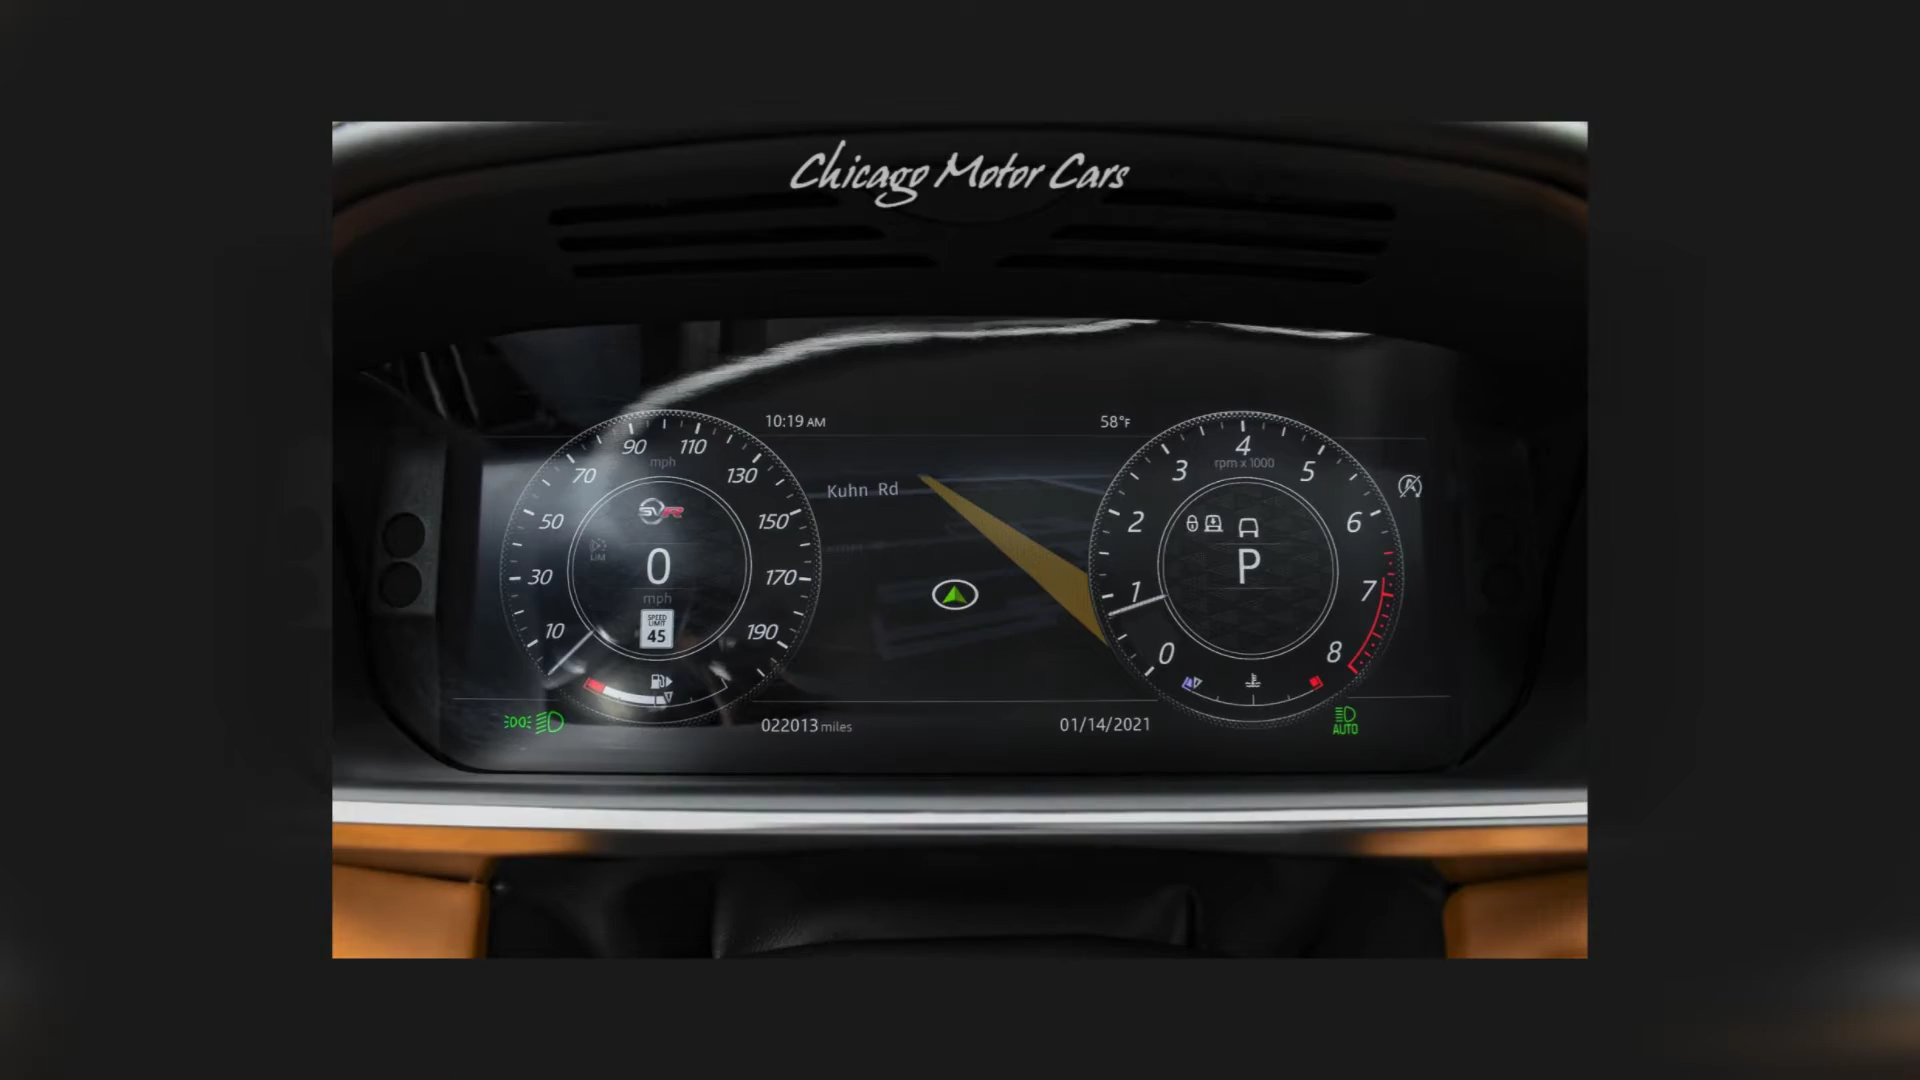 Chicago Motor Cars
10:19 AM
58°F
90 110
mph
70 130
50 150
30 170
10 190
SVR
LIM
0
mph
SPEED
LIMIT
45
Kuhn Rd
4
rpm x 1000
3 5
2 6
1 7
0 8
P
022013 miles
01/14/2021
AUTO